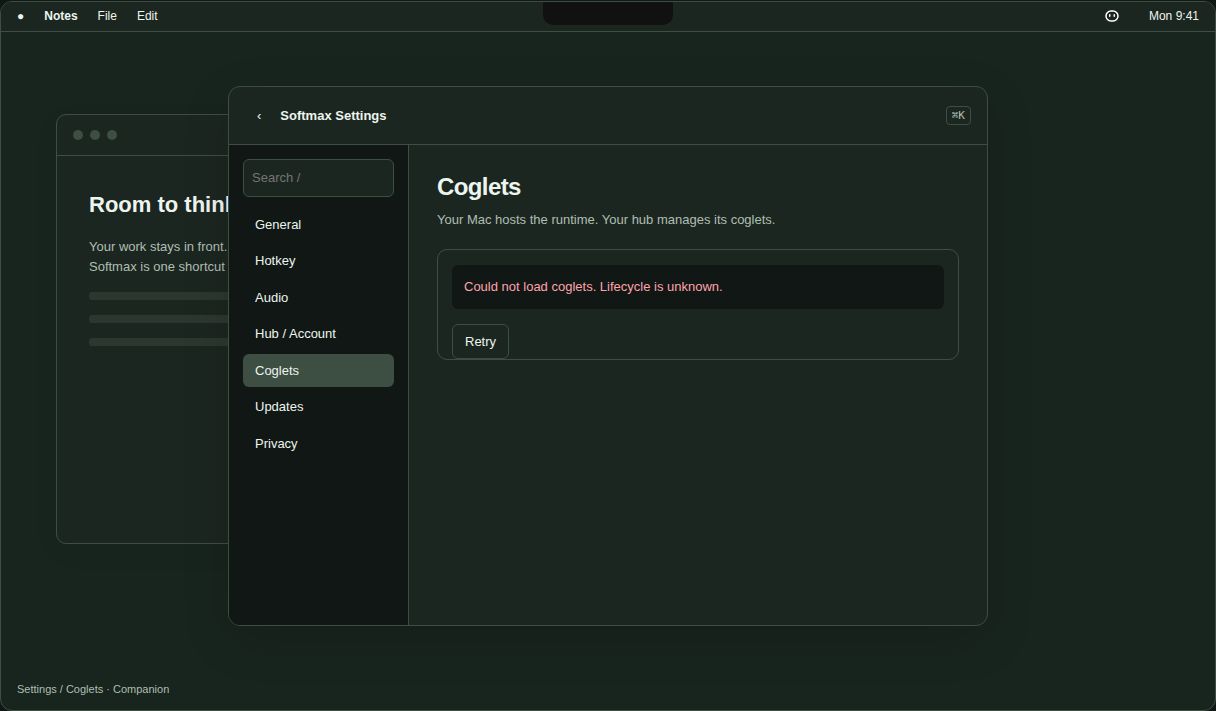 Notes File Edit
Mon 9:41
‹ Softmax Settings
⌘K
Room to think
Your work stays in front.
Softmax is one shortcut
Search /
General
Hotkey
Audio
Hub / Account
Coglets
Updates
Privacy
Coglets
Your Mac hosts the runtime. Your hub manages its coglets.
Could not load coglets. Lifecycle is unknown.
Retry
Settings / Coglets · Companion